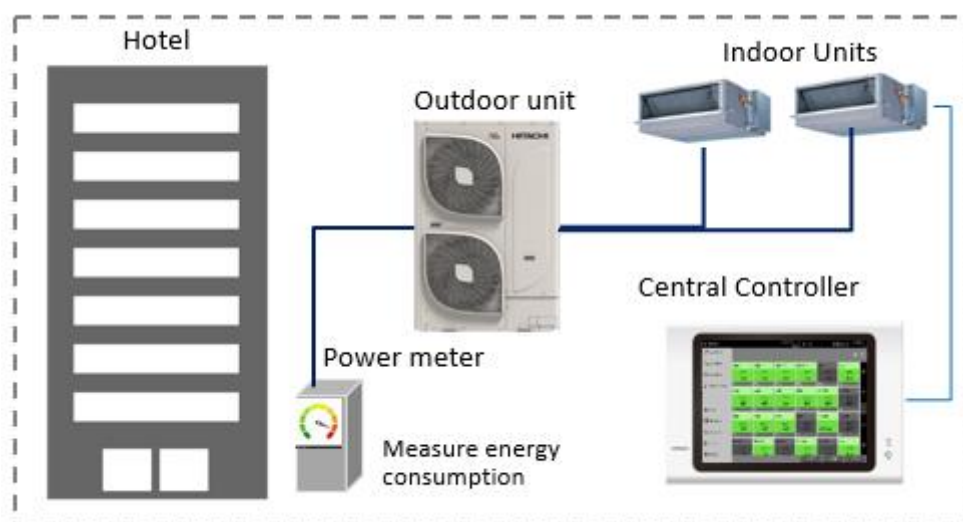 Hotel
Indoor Units
Outdoor unit
HITACHI
Central Controller
Power meter
Measure energy
consumption